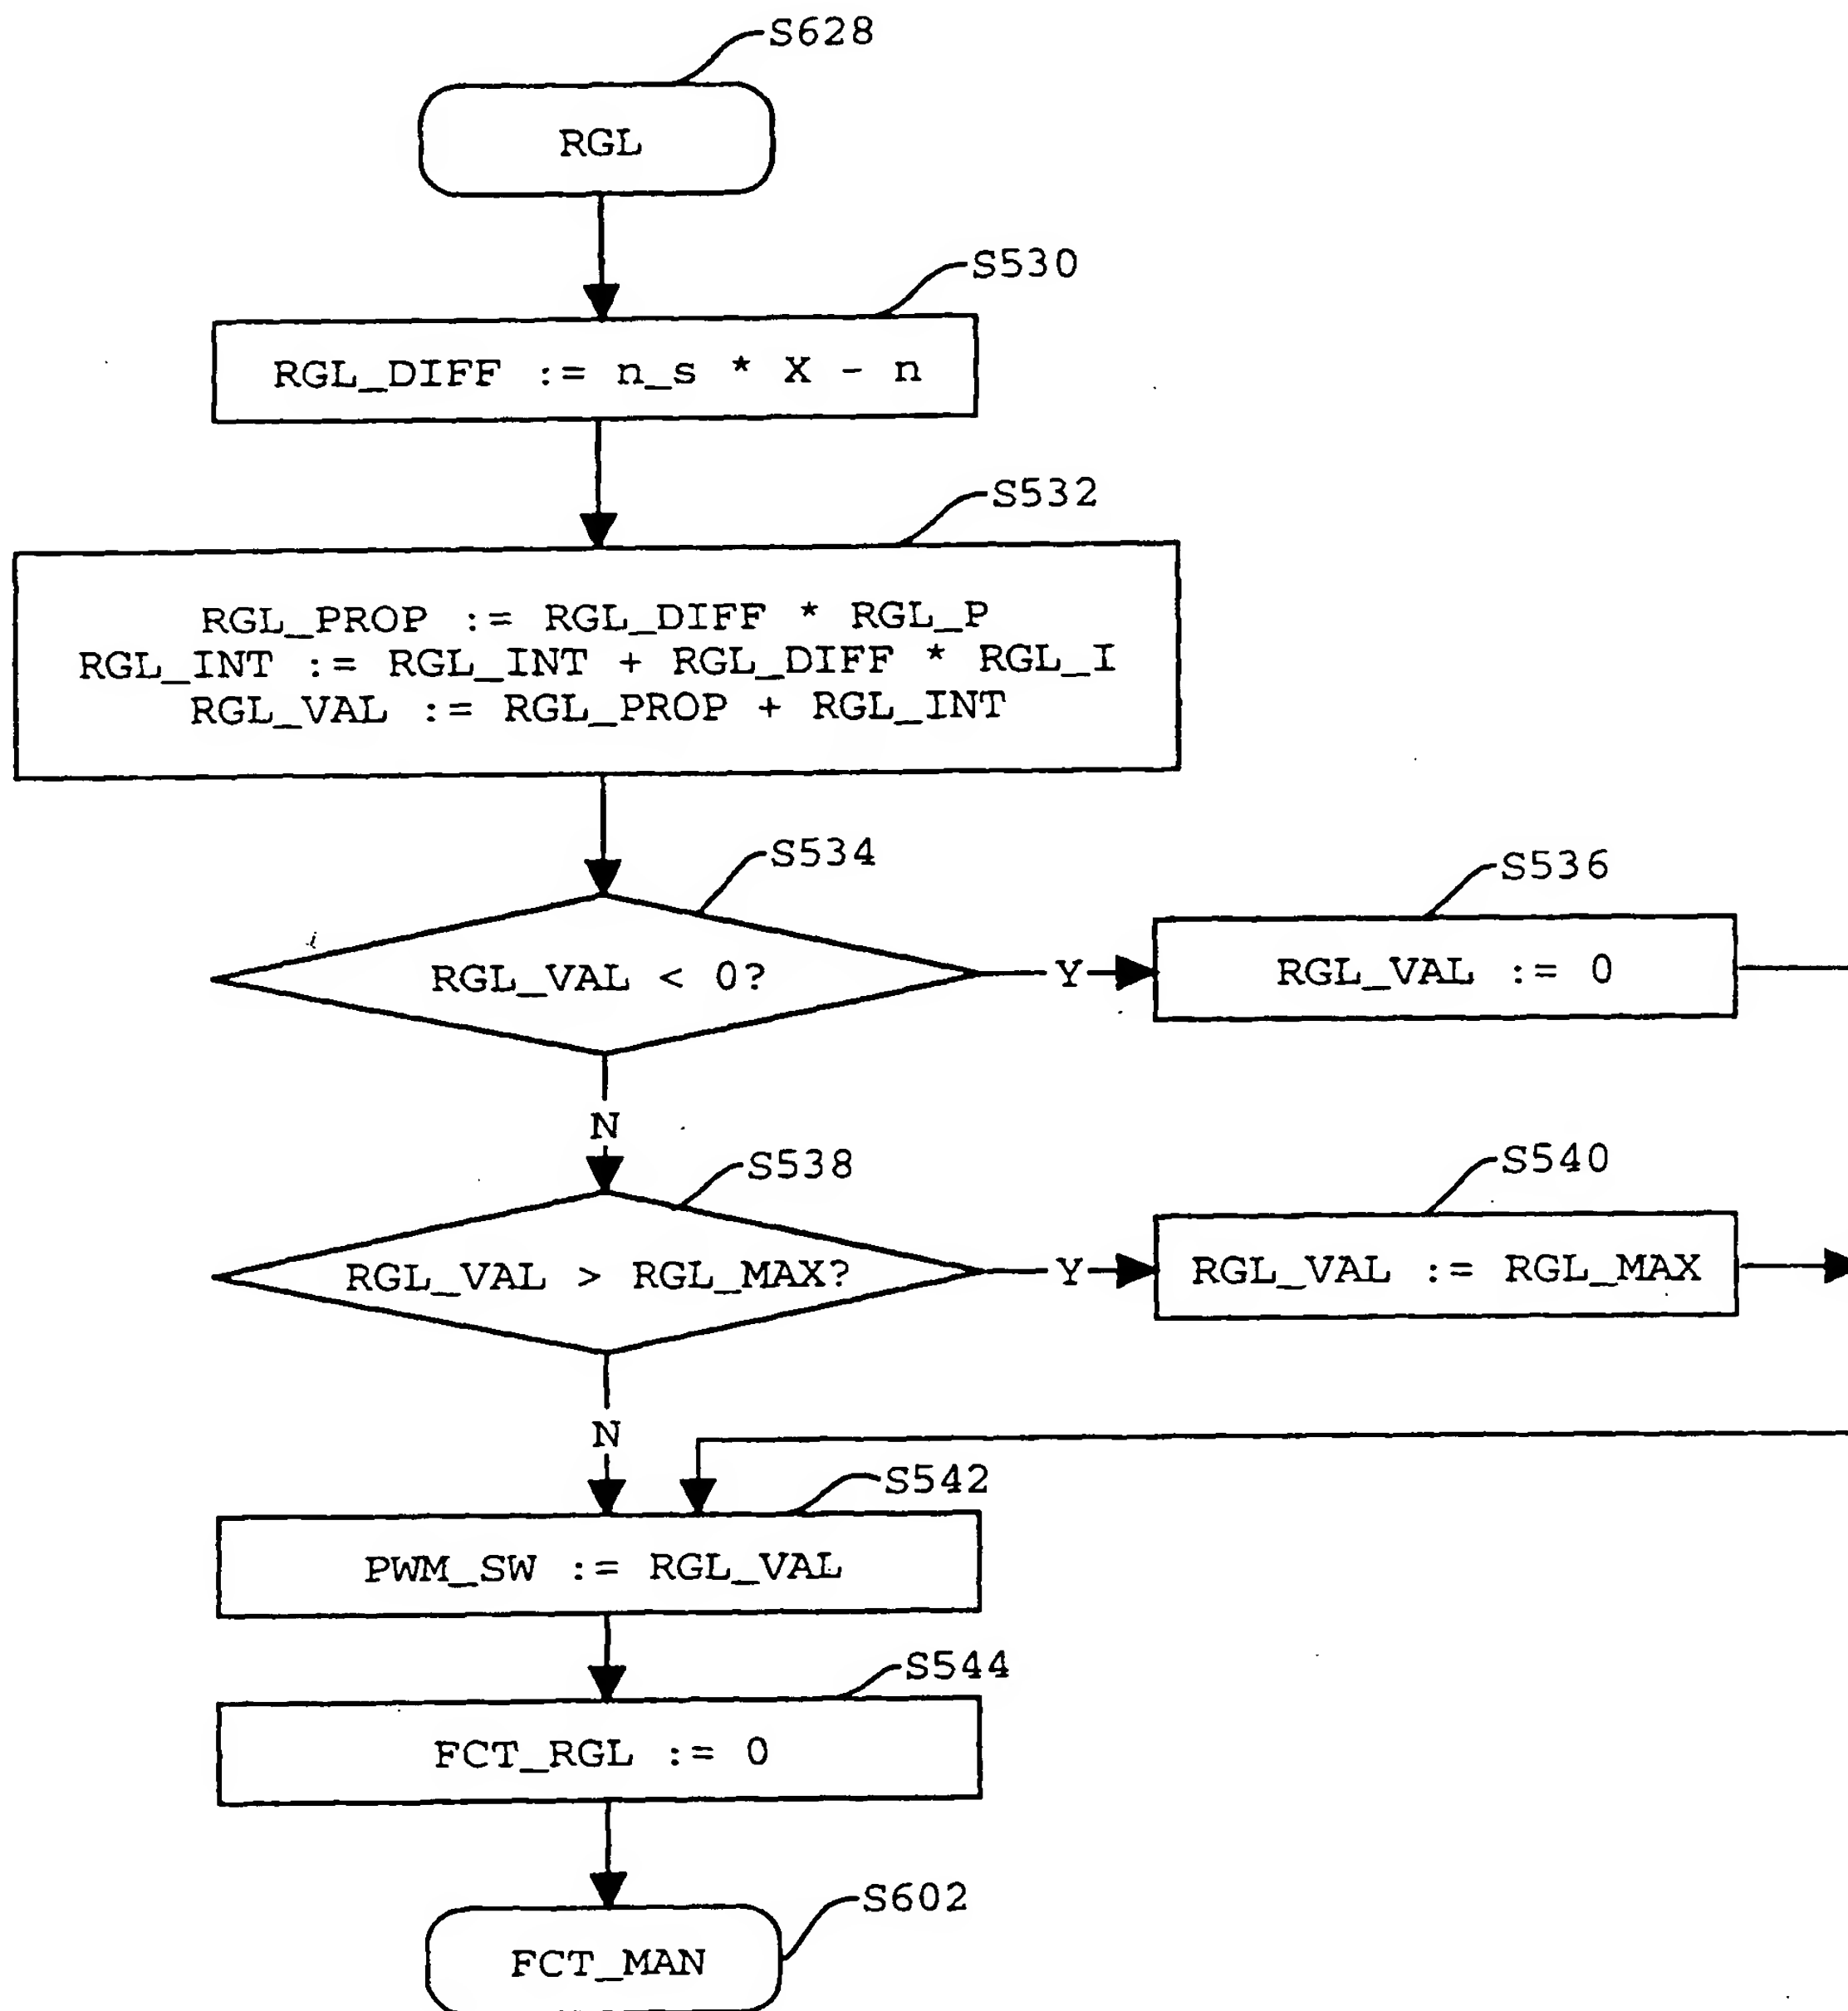 S628
RGL
S530
RGL_DIFF := n_s * X - n
S532
RGL_PROP := RGL_DIFF * RGL_P
RGL_INT := RGL_INT + RGL_DIFF * RGL_I
RGL_VAL := RGL_PROP + RGL_INT
S534
RGL_VAL < 0?
Y
S536
RGL_VAL := 0
N
S538
RGL_VAL > RGL_MAX?
Y
S540
RGL_VAL := RGL_MAX
N
S542
PWM_SW := RGL_VAL
S544
FCT_RGL := 0
S602
FCT_MAN